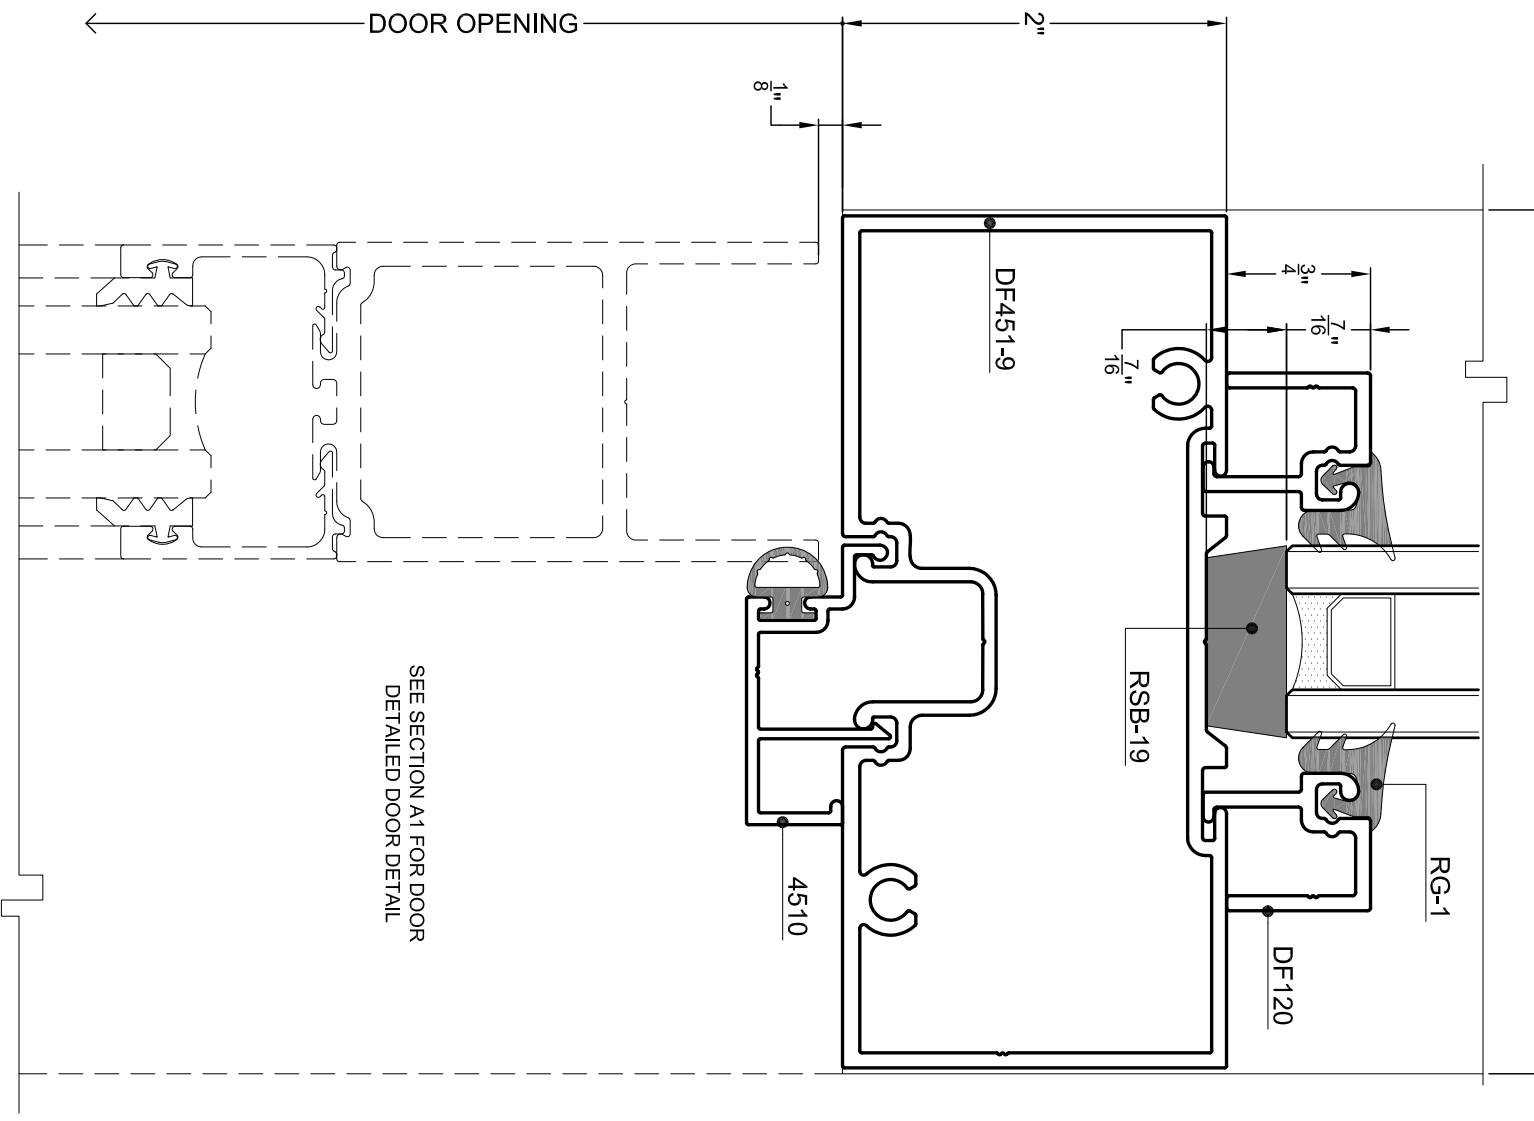 DOOR OPENING
2"
1/8"
3/4"
7/16"
7/16"
DF451-9
RSB-19
RG-1
DF120
4510
SEE SECTION A1 FOR DOOR
DETAILED DOOR DETAIL